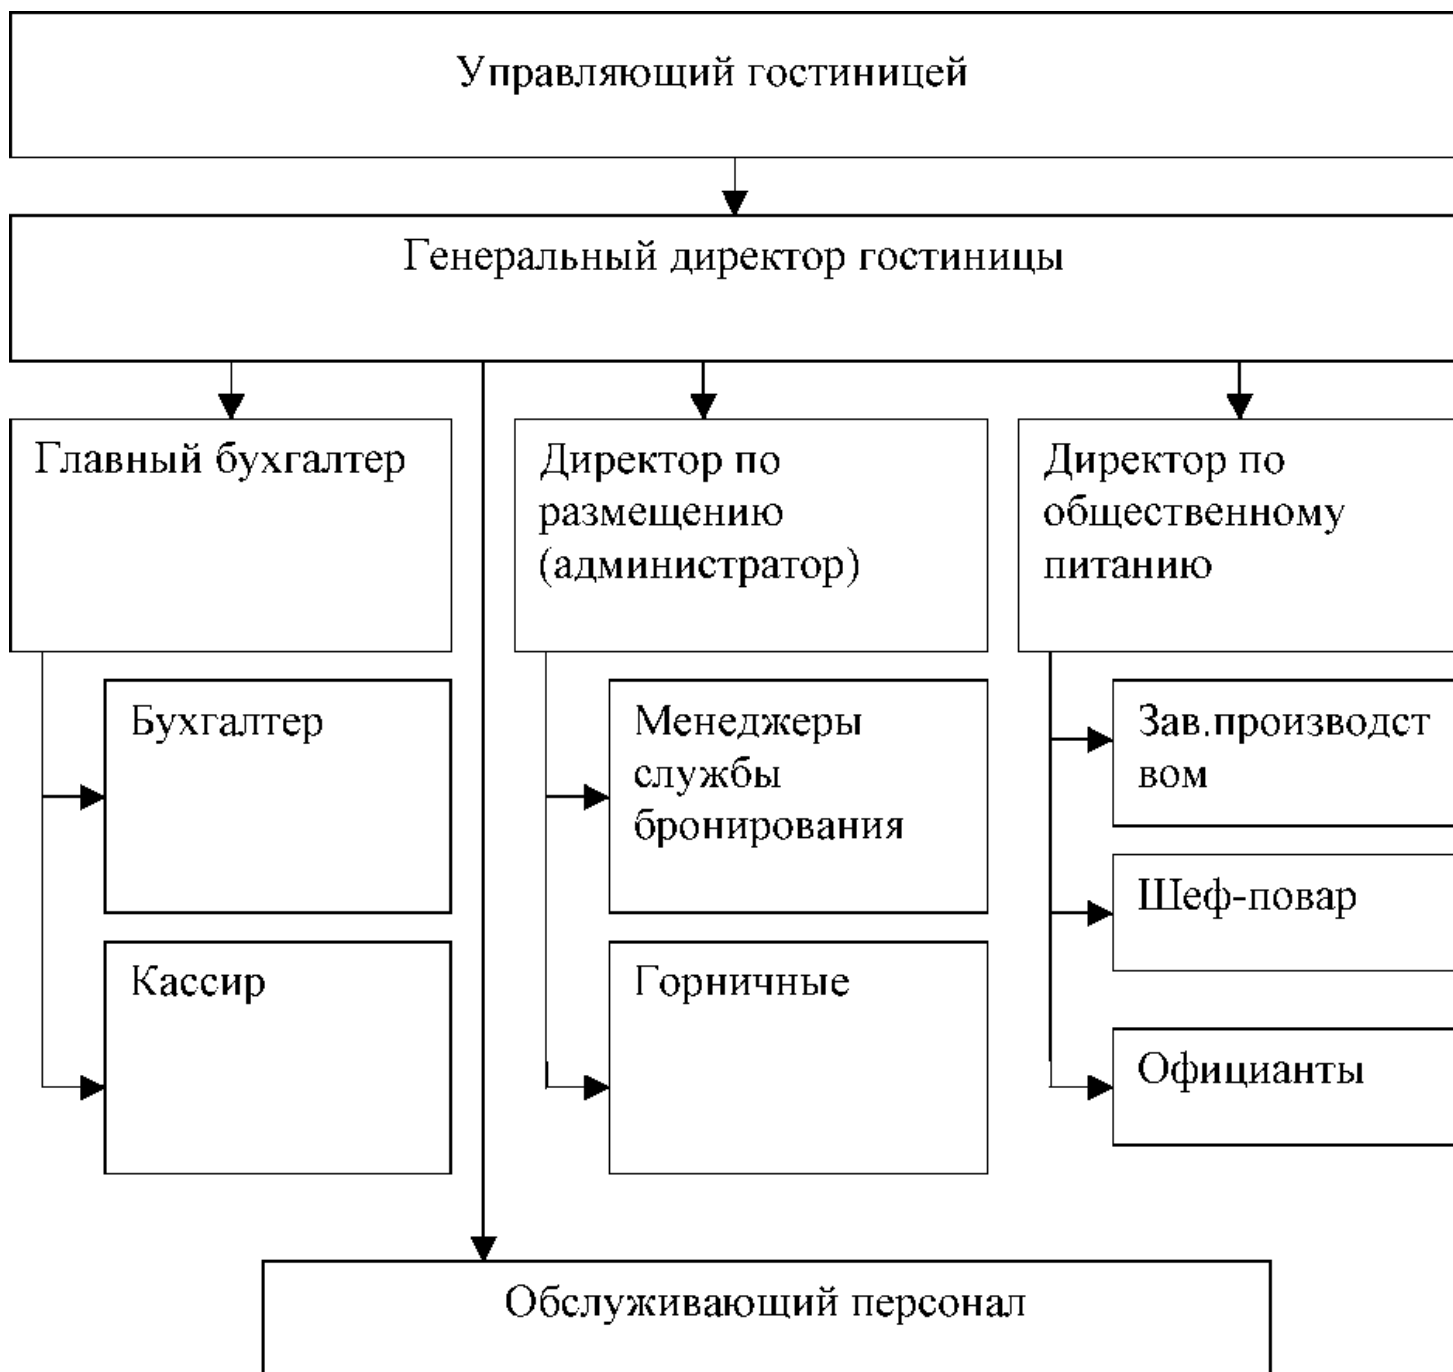 Управляющий гостиницей
Генеральный директор гостиницы
Главный бухгалтер
Директор по
размещению
(администратор)
Директор по
общественному
питанию
Бухгалтер
Менеджеры
службы
бронирования
Зав.производст
вом
Шеф-повар
Кассир
Горничные
Официанты
Обслуживающий персонал